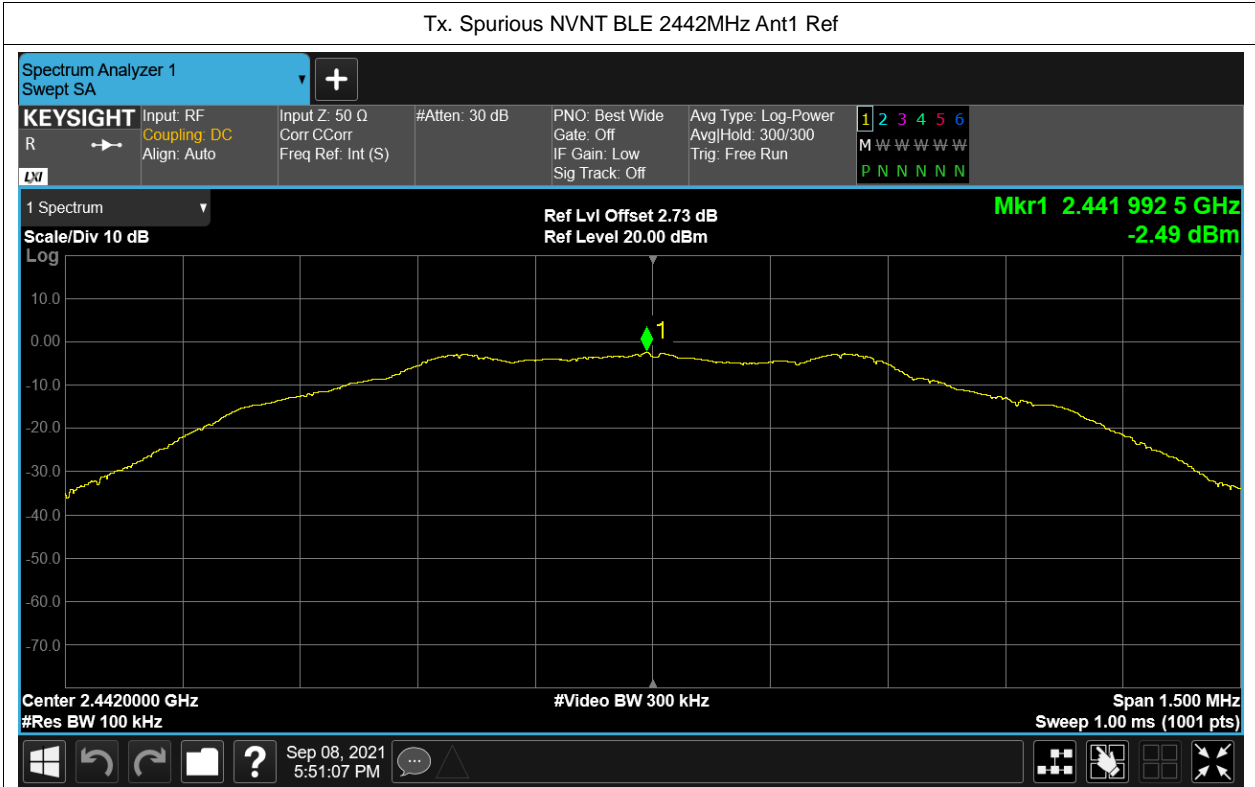 Tx. Spurious NVNT BLE 2442MHz Ant1 Ref
Spectrum Analyzer 1
Swept SA
KEYSIGHT
R
LXI
Input: RF
Coupling: DC
Align: Auto
Input Z: 50 Ω
Corr CCorr
Freq Ref: Int (S)
#Atten: 30 dB
PNO: Best Wide
Gate: Off
IF Gain: Low
Sig Track: Off
Avg Type: Log-Power
Avg|Hold: 300/300
Trig: Free Run
1 2 3 4 5 6
M W W W W W
P N N N N N
1 Spectrum
Scale/Div 10 dB
Ref Lvl Offset 2.73 dB
Ref Level 20.00 dBm
Mkr1 2.441 992 5 GHz
-2.49 dBm
Log
10.0
0.00
-10.0
-20.0
-30.0
-40.0
-50.0
-60.0
-70.0
1
Center 2.4420000 GHz
#Res BW 100 kHz
#Video BW 300 kHz
Span 1.500 MHz
Sweep 1.00 ms (1001 pts)
?
Sep 08, 2021
5:51:07 PM